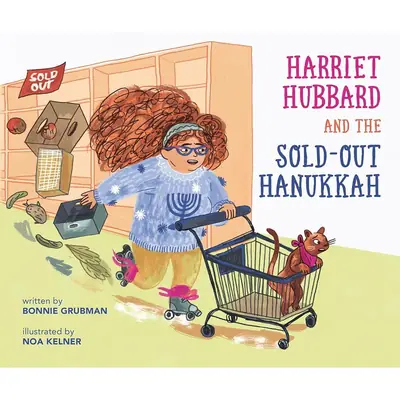 SOLD
OUT
HARRIET
HUBBARD
AND THE
SOLD-OUT
HANUKKAH
written by
BONNIE GRUBMAN
illustrated by
NOA KELNER